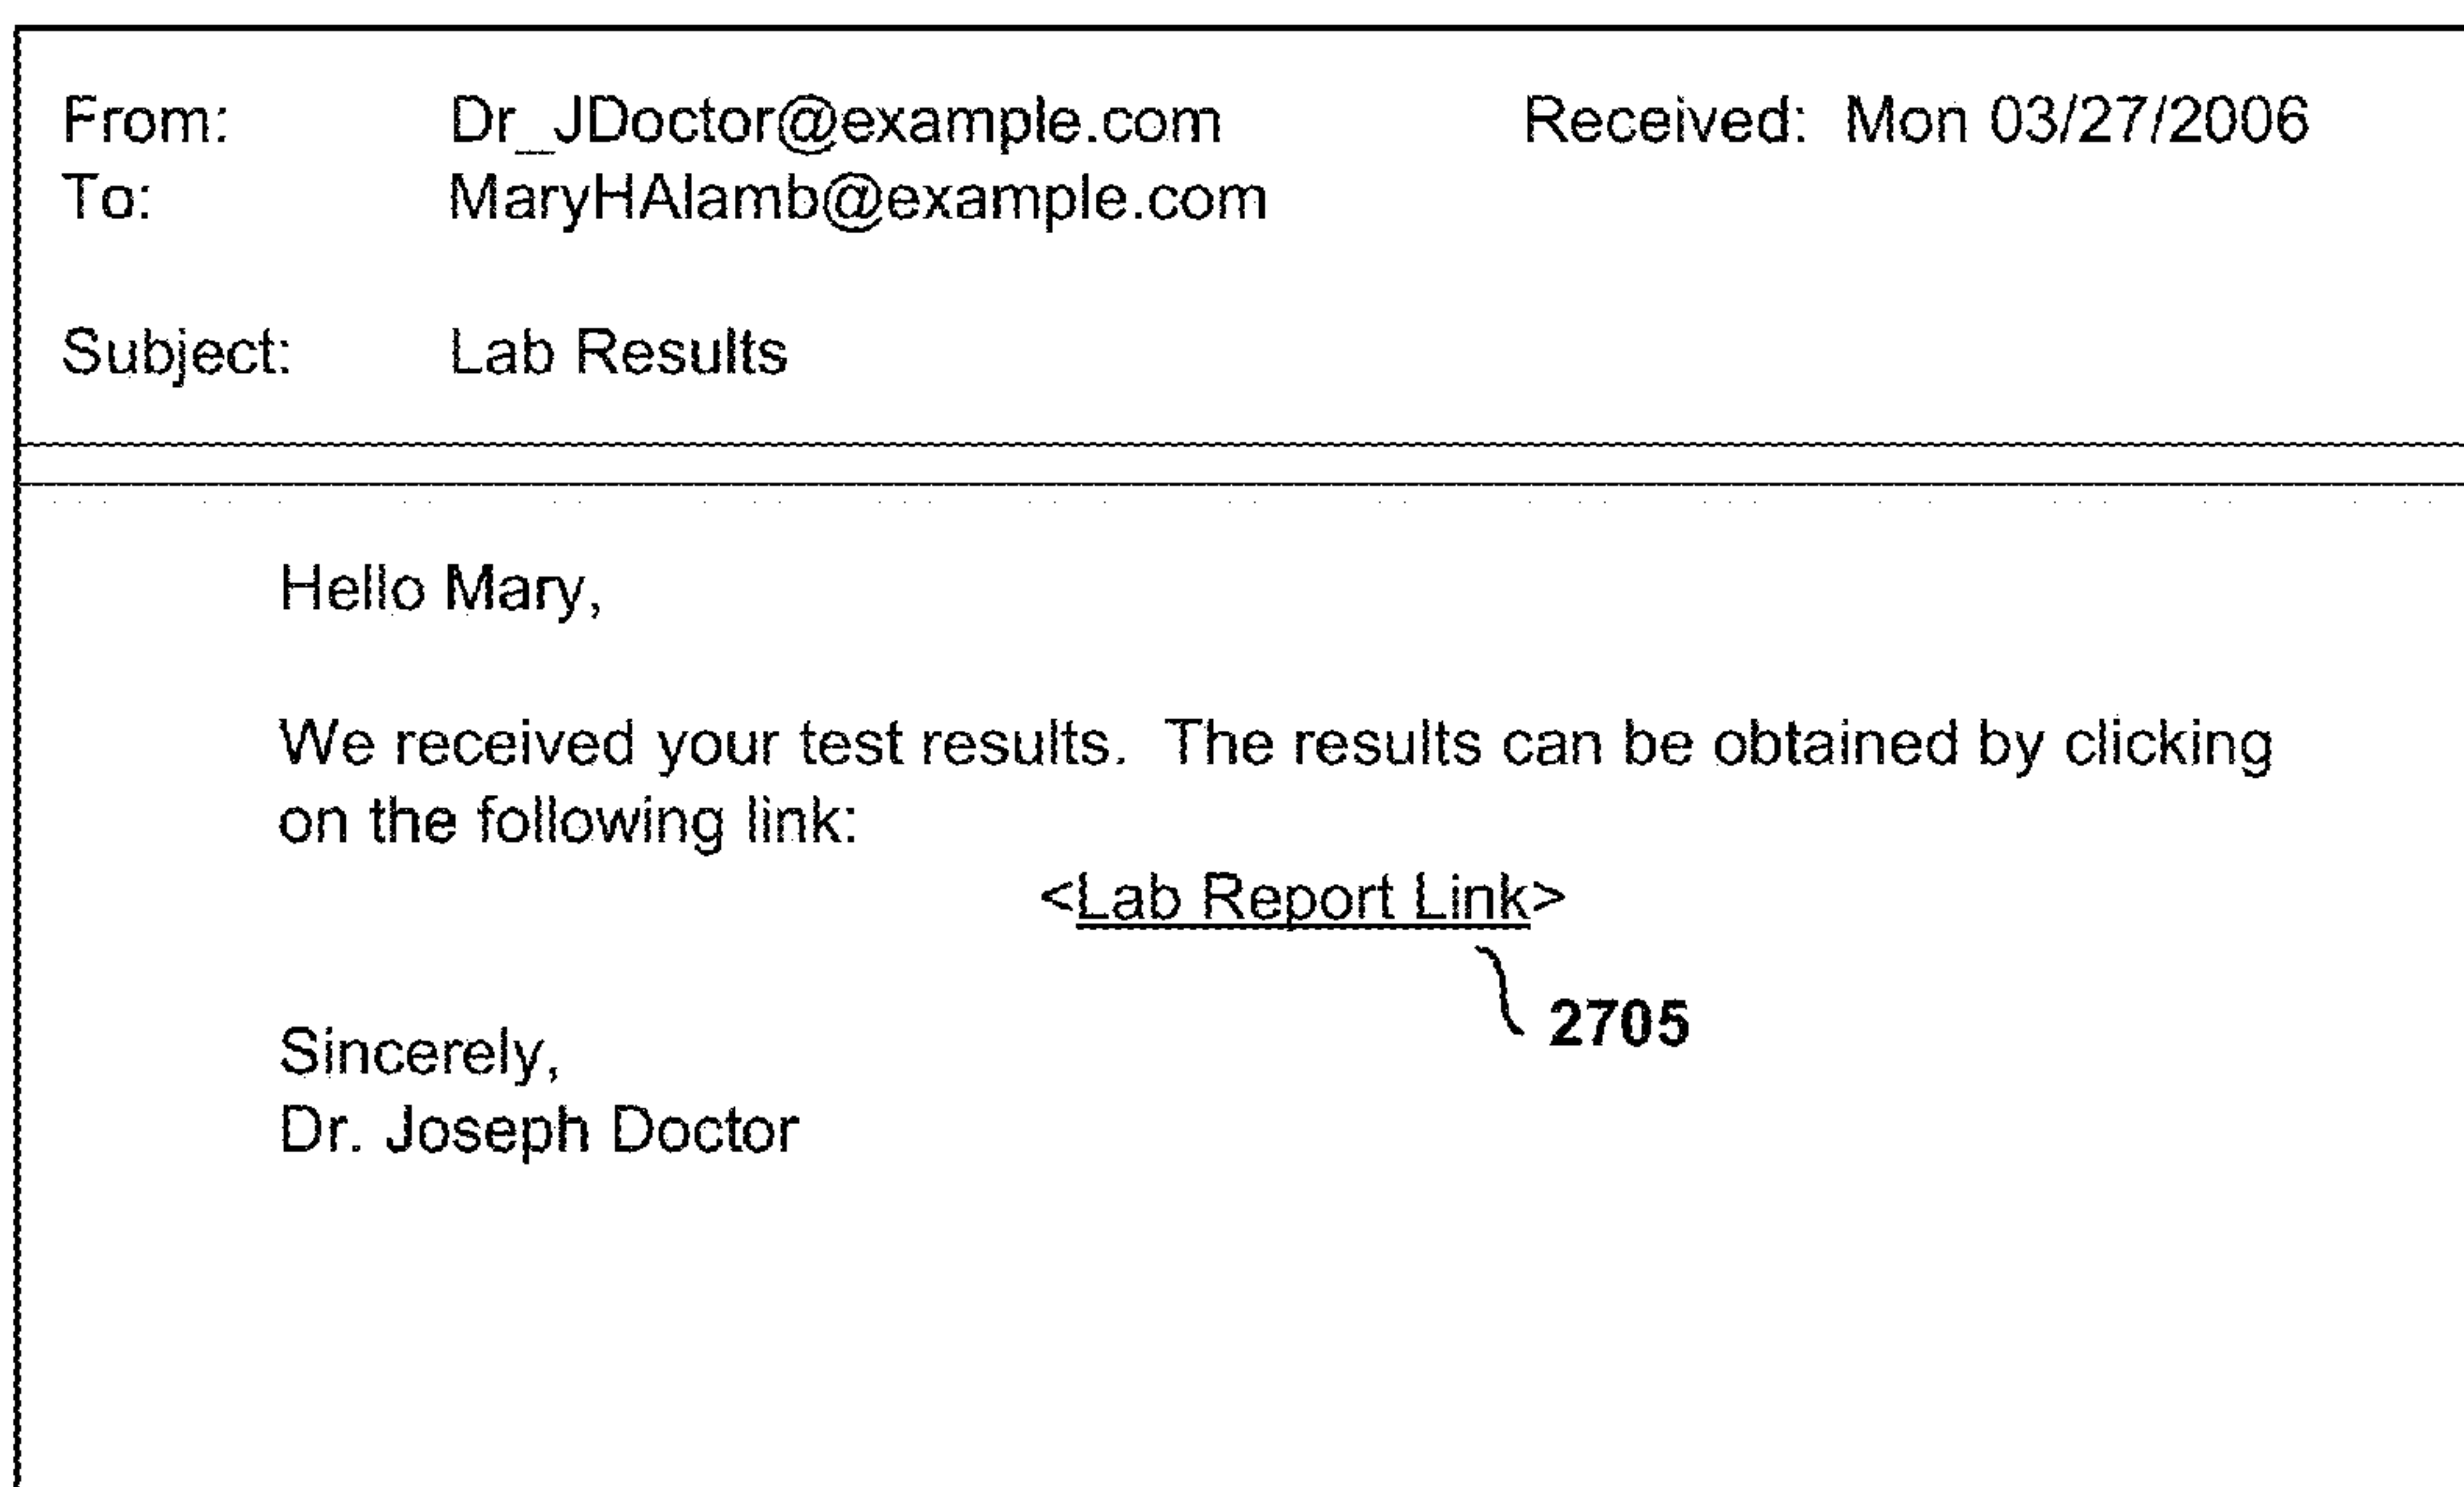 From: Dr_JDoctor@example.com Received: Mon 03/27/2006
To: MaryHAlamb@example.com
Subject: Lab Results
Hello Mary,
We received your test results. The results can be obtained by clicking
on the following link:
<Lab Report Link>
2705
Sincerely,
Dr. Joseph Doctor